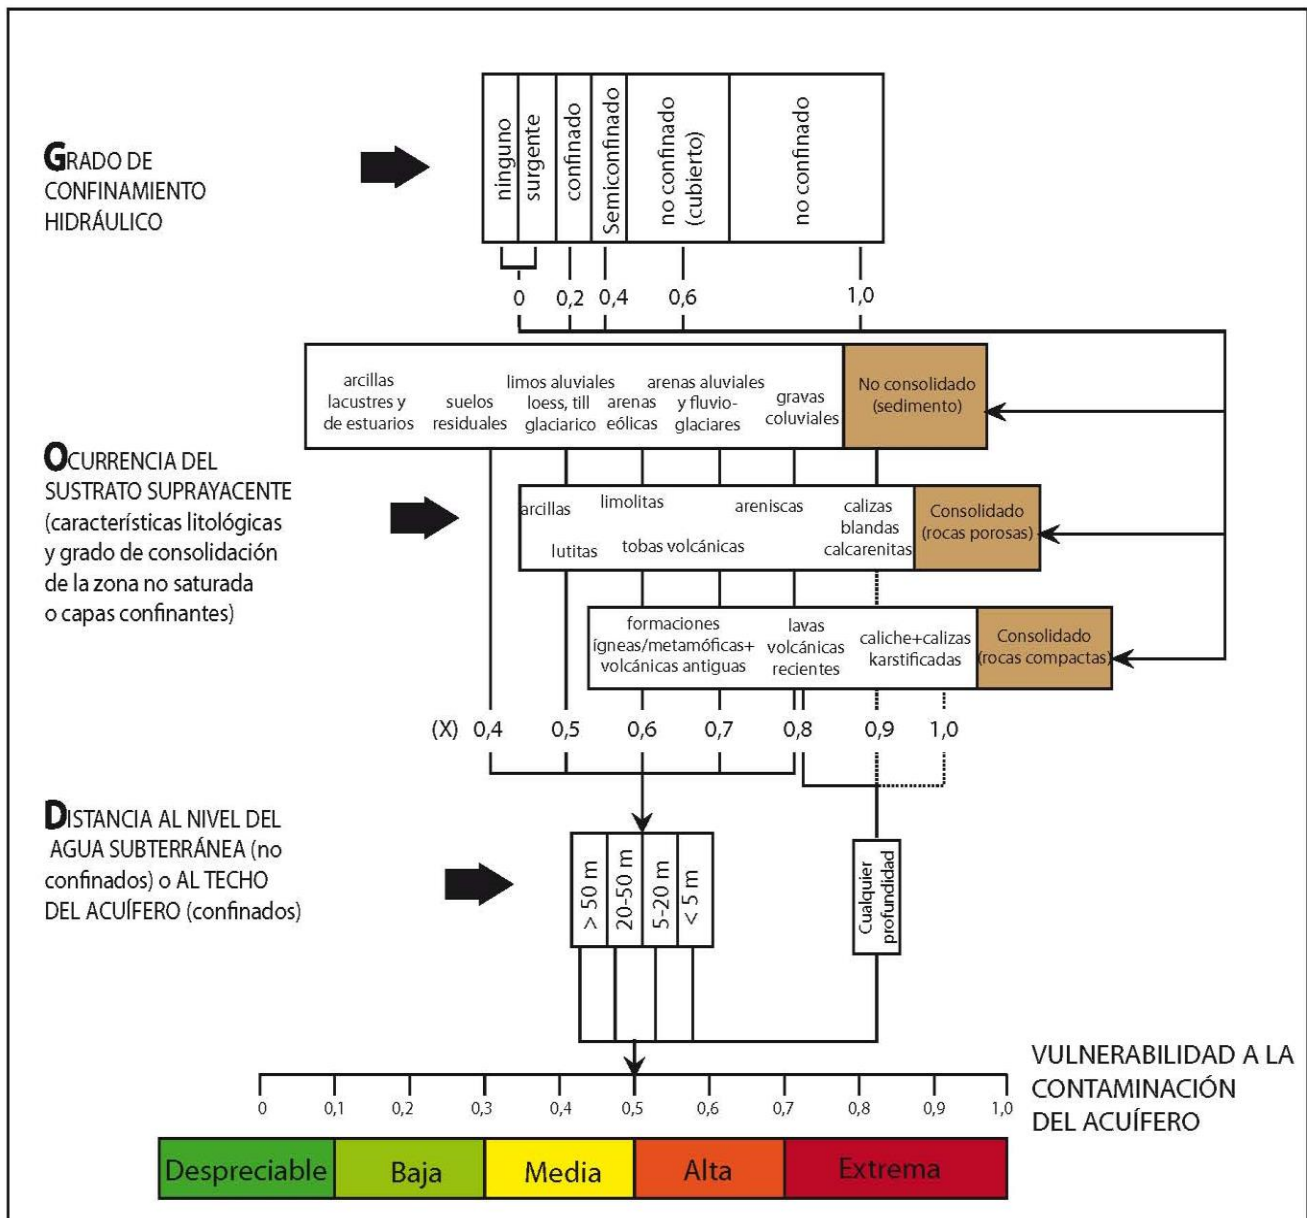 GRADO DE
CONFINAMIENTO
HIDRÁULICO
ninguno
surgente
confinado
Semiconfinado
no confinado
(cubierto)
no confinado
0
0,2
0,4
0,6
1,0
OCURRENCIA DEL
SUSTRATO SUPRAYACENTE
(características litológicas
y grado de consolidación
de la zona no saturada
o capas confinantes)
arcillas
lacustres y
de estuarios
suelos
residuales
limos aluviales
loess, till
glaciarico
arenas
eólicas
arenas aluviales
y fluvio-
glaciares
gravas
coluviales
No consolidado
(sedimento)
arcillas
lutitas
limolitas
tobas volcánicas
areniscas
calizas
blandas
calcarenitas
Consolidado
(rocas porosas)
formaciones
ígneas/metamóficas+
volcánicas antiguas
lavas
volcánicas
recientes
caliche+calizas
karstificadas
Consolidado
(rocas compactas)
(X) 0,4 0,5 0,6 0,7 0,8 0,9 1,0
DISTANCIA AL NIVEL DEL
AGUA SUBTERRÁNEA (no
confinados) o AL TECHO
DEL ACUÍFERO (confinados)
> 50 m
20-50 m
5-20 m
< 5 m
Cualquier
profundidad
VULNERABILIDAD A LA
CONTAMINACIÓN
DEL ACUÍFERO
0 0,1 0,2 0,3 0,4 0,5 0,6 0,7 0,8 0,9 1,0
Despreciable Baja Media Alta Extrema